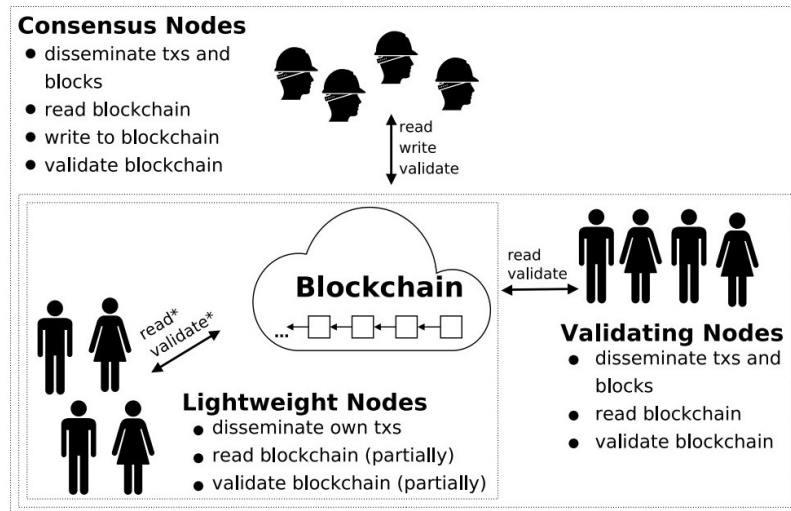 Consensus Nodes
● disseminate txs and
blocks
● read blockchain
● write to blockchain
● validate blockchain
read
write
validate
Blockchain
...
read
validate
read*
validate*
Validating Nodes
● disseminate txs and
blocks
● read blockchain
● validate blockchain
Lightweight Nodes
● disseminate own txs
● read blockchain (partially)
● validate blockchain (partially)